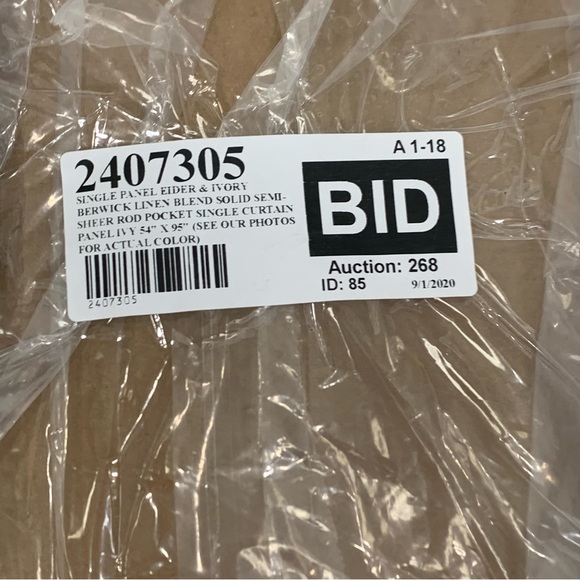 2407305
SINGLE PANEL EIDER & IVORY
BERWICK LINEN BLEND SOLID SEMI-
SHEER ROD POCKET SINGLE CURTAIN
PANEL IVY 54" X 95" (SEE OUR PHOTOS
FOR ACTUAL COLOR)
2407305
A 1-18
BID
Auction: 268
ID: 85 9/1/2020